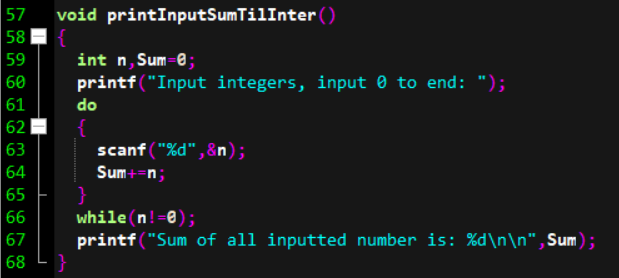 57 void printInputSumTilInter()
58 {
59 int n,Sum=0;
60 printf("Input integers, input 0 to end: ");
61 do
62 {
63 scanf("%d",&n);
64 Sum+=n;
65 }
66 while(n!=0);
67 printf("Sum of all inputted number is: %d\n\n",Sum);
68 }